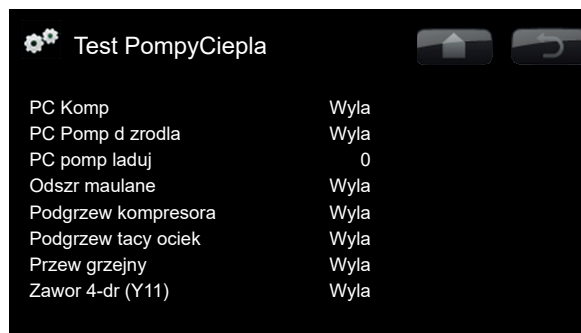 Test PompyCiepla
PC Komp Wyla
PC Pomp d zrodla Wyla
PC pomp laduj 0
Odszr maulane Wyla
Podgrzew kompresora Wyla
Podgrzew tacy ociek Wyla
Przew grzejny Wyla
Zawor 4-dr (Y11) Wyla